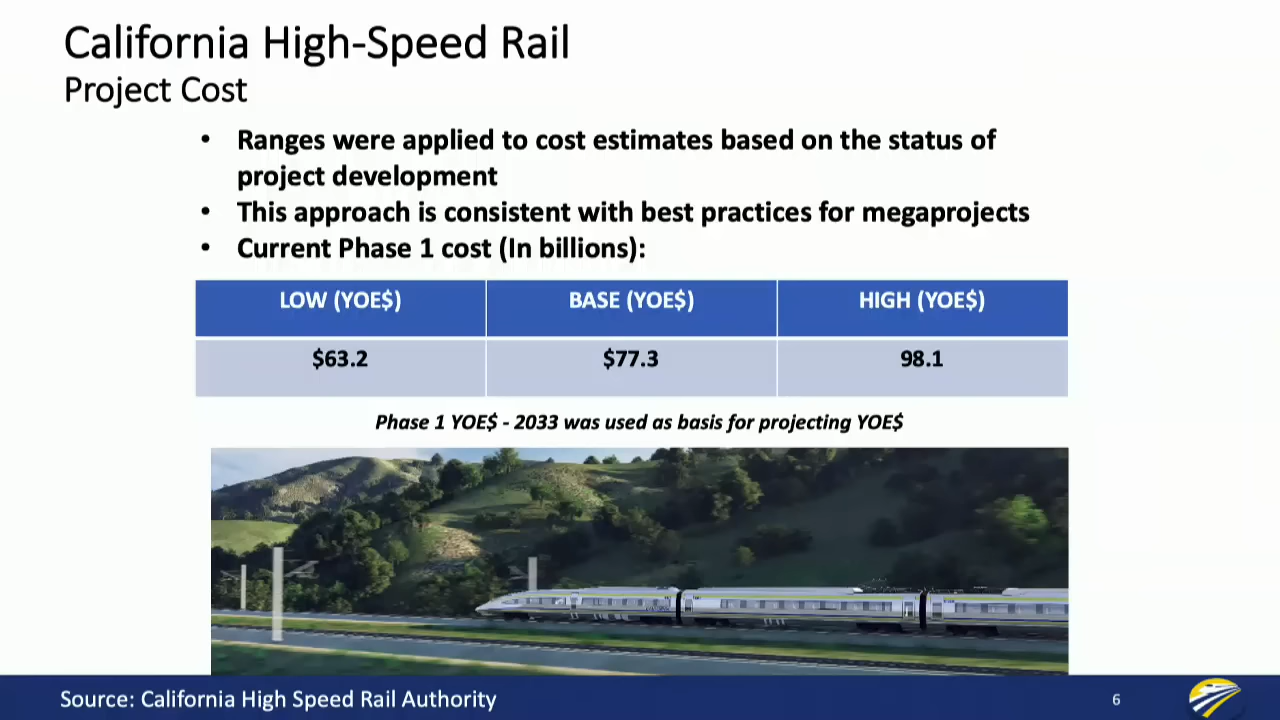 California High-Speed Rail
Project Cost
• Ranges were applied to cost estimates based on the status of
project development
• This approach is consistent with best practices for megaprojects
• Current Phase 1 cost (In billions):
LOW (YOE$) BASE (YOE$) HIGH (YOE$)
$63.2 $77.3 98.1
Phase 1 YOE$ - 2033 was used as basis for projecting YOE$
Source: California High Speed Rail Authority
6